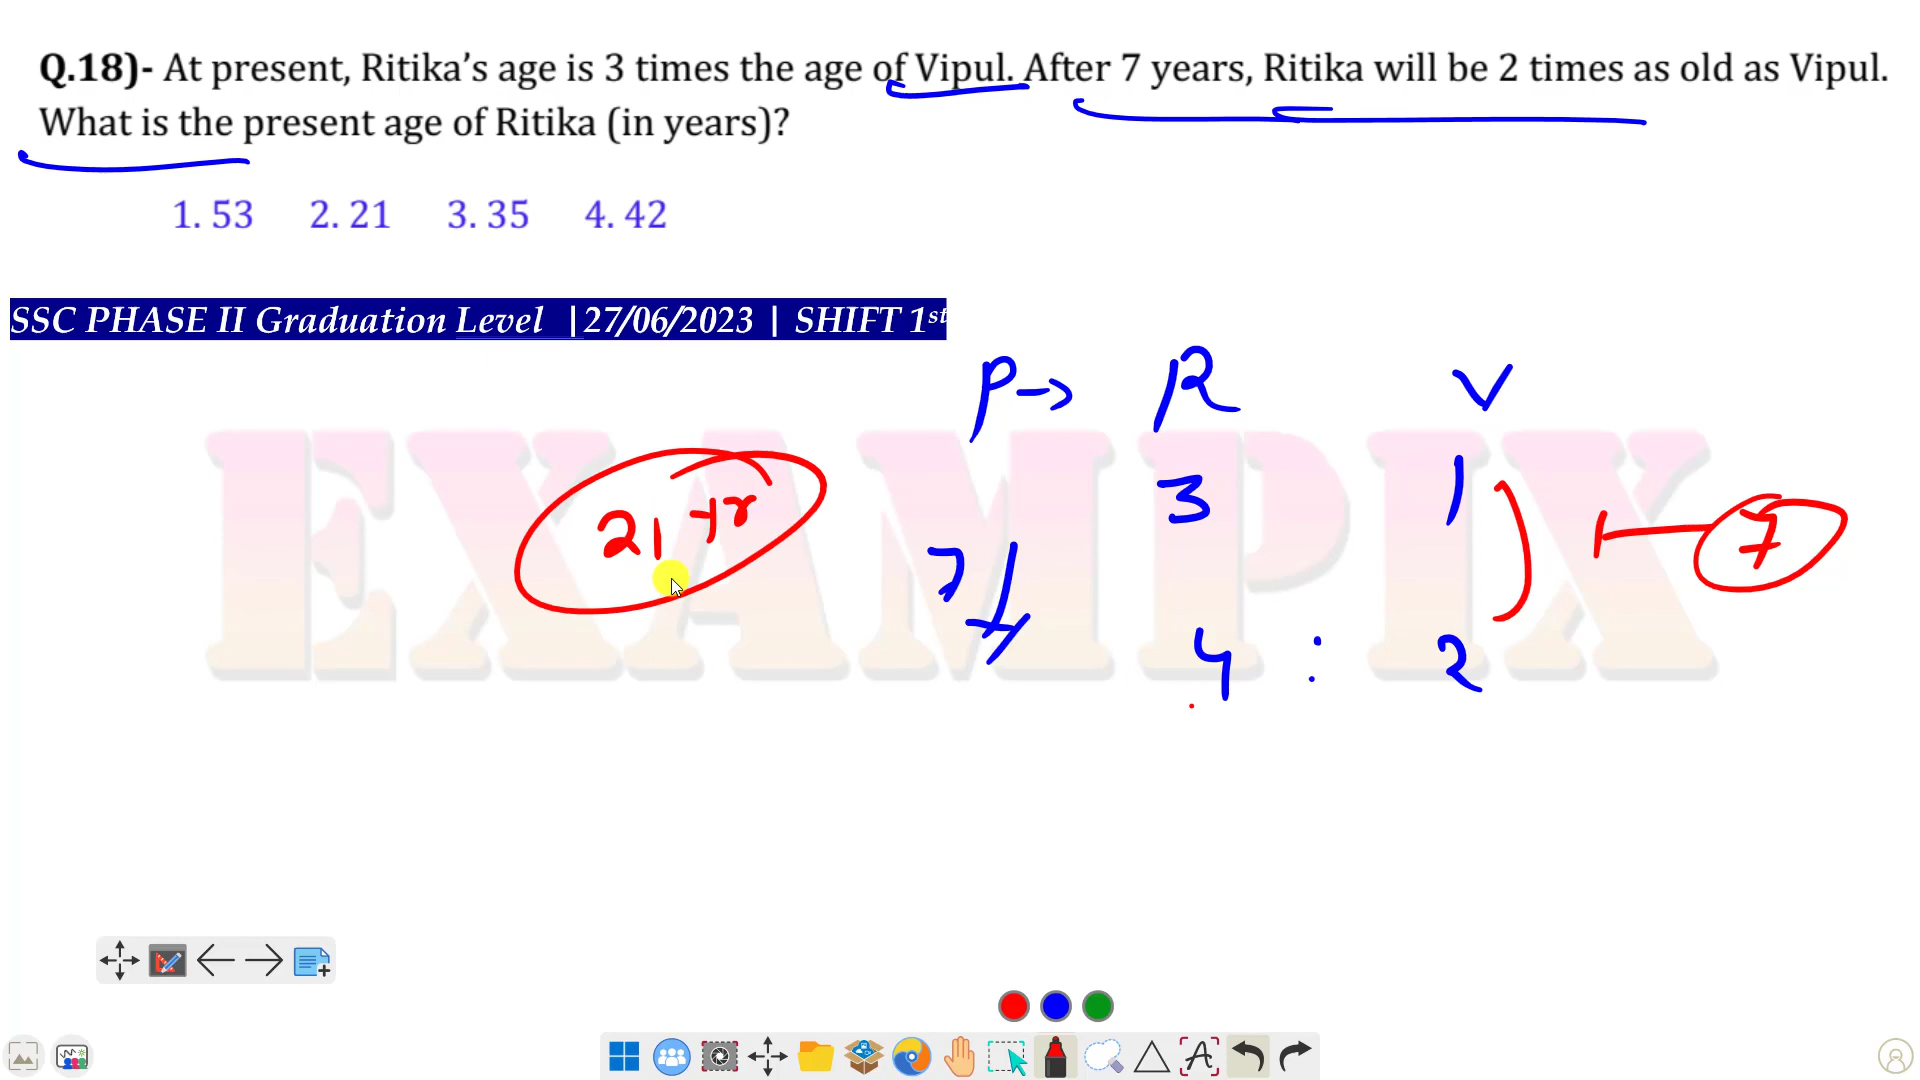 Q.18)- At present, Ritika’s age is 3 times the age of Vipul. After 7 years, Ritika will be 2 times as old as Vipul.
What is the present age of Ritika (in years)?
1. 53 2. 21 3. 35 4. 42
SSC PHASE II Graduation Level |27/06/2023 | SHIFT 1st
P→ R V
EXAMPIX
3 1
21 yr
7
7 y
4 : 2